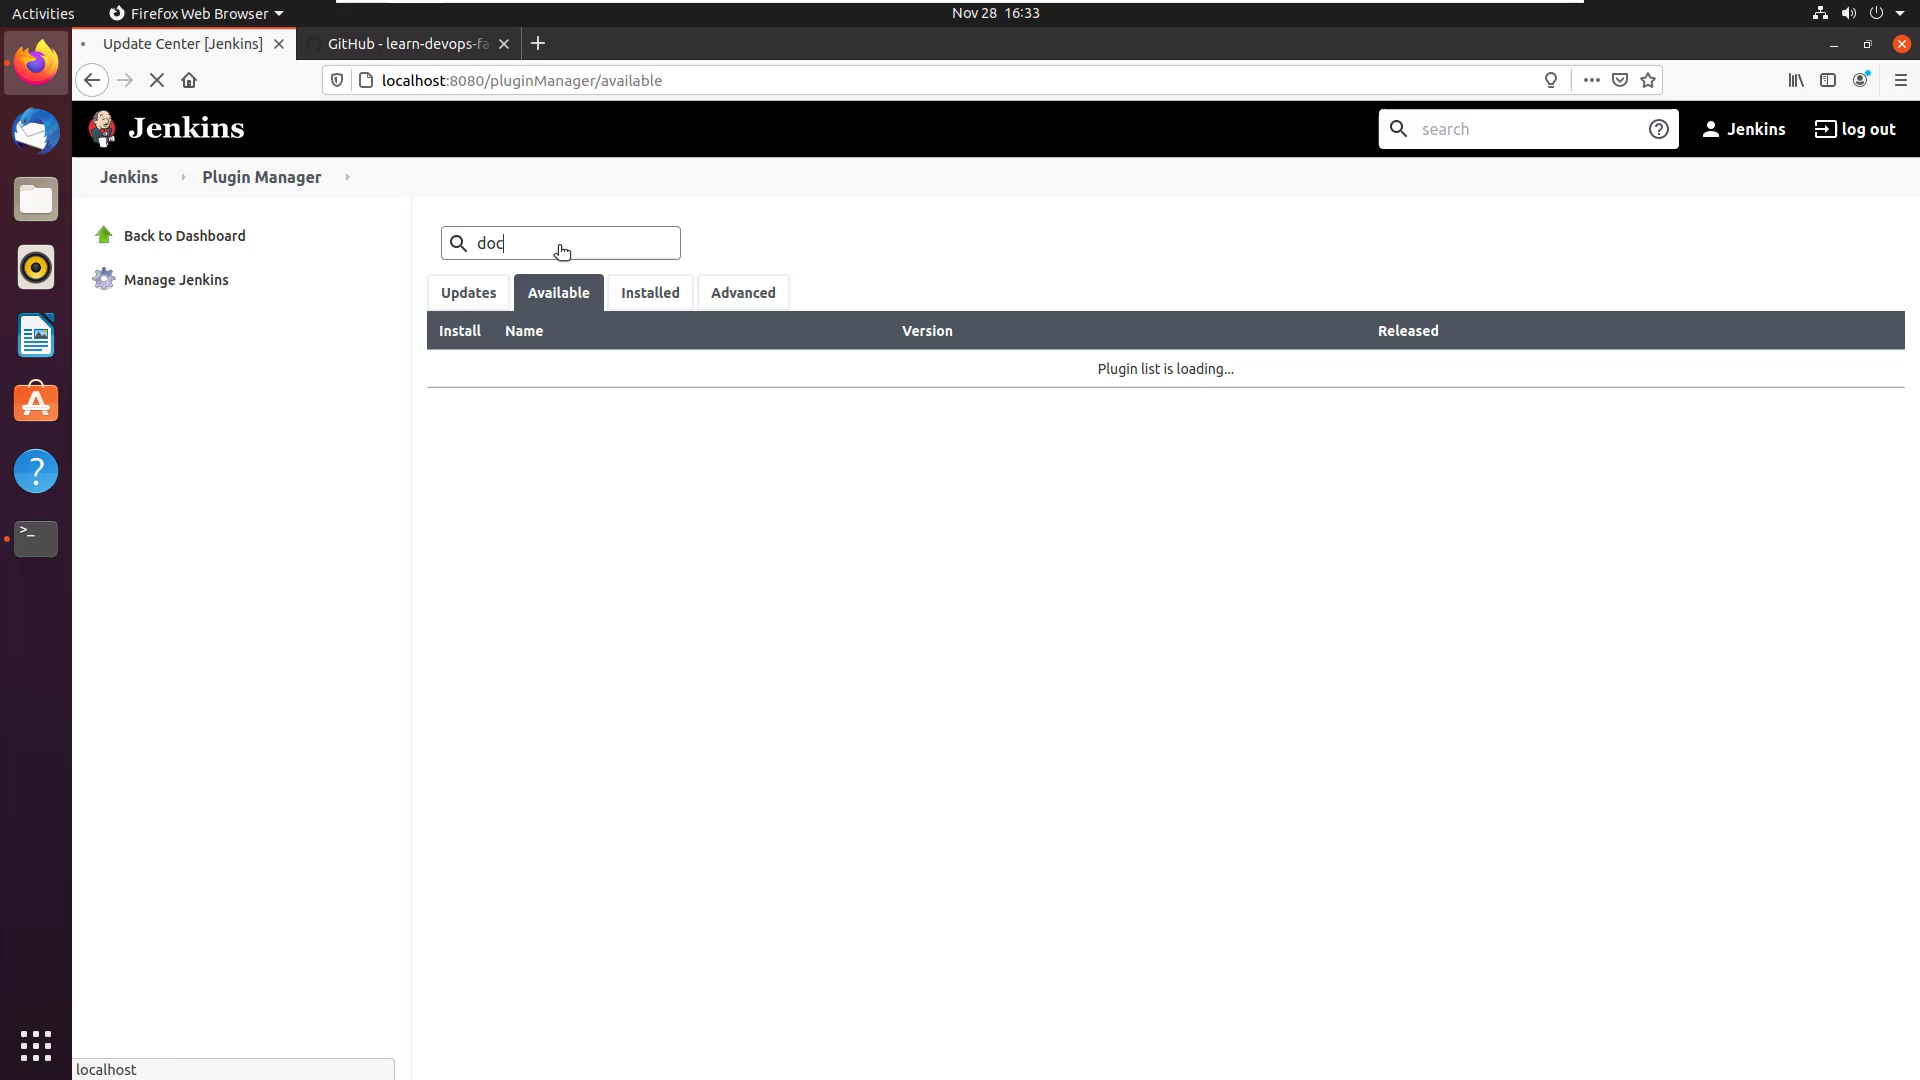 Activities
Firefox Web Browser
Nov 28 16:33
Update Center [Jenkins]
GitHub - learn-devops-fa
localhost:8080/pluginManager/available
Jenkins
search
Jenkins
log out
Jenkins
Plugin Manager
Back to Dashboard
Manage Jenkins
doc
Updates
Available
Installed
Advanced
Install
Name
Version
Released
Plugin list is loading...
localhost